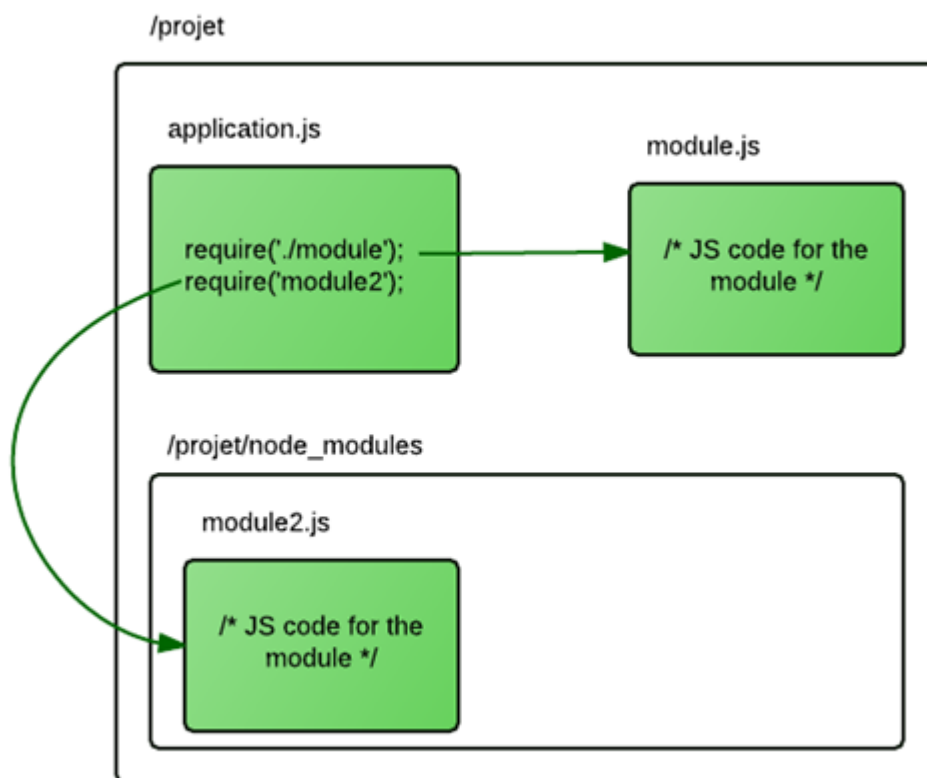 /projet
application.js
module.js
require('./module');
require('module2');
/* JS code for the
module */
/projet/node_modules
module2.js
/* JS code for the
module */